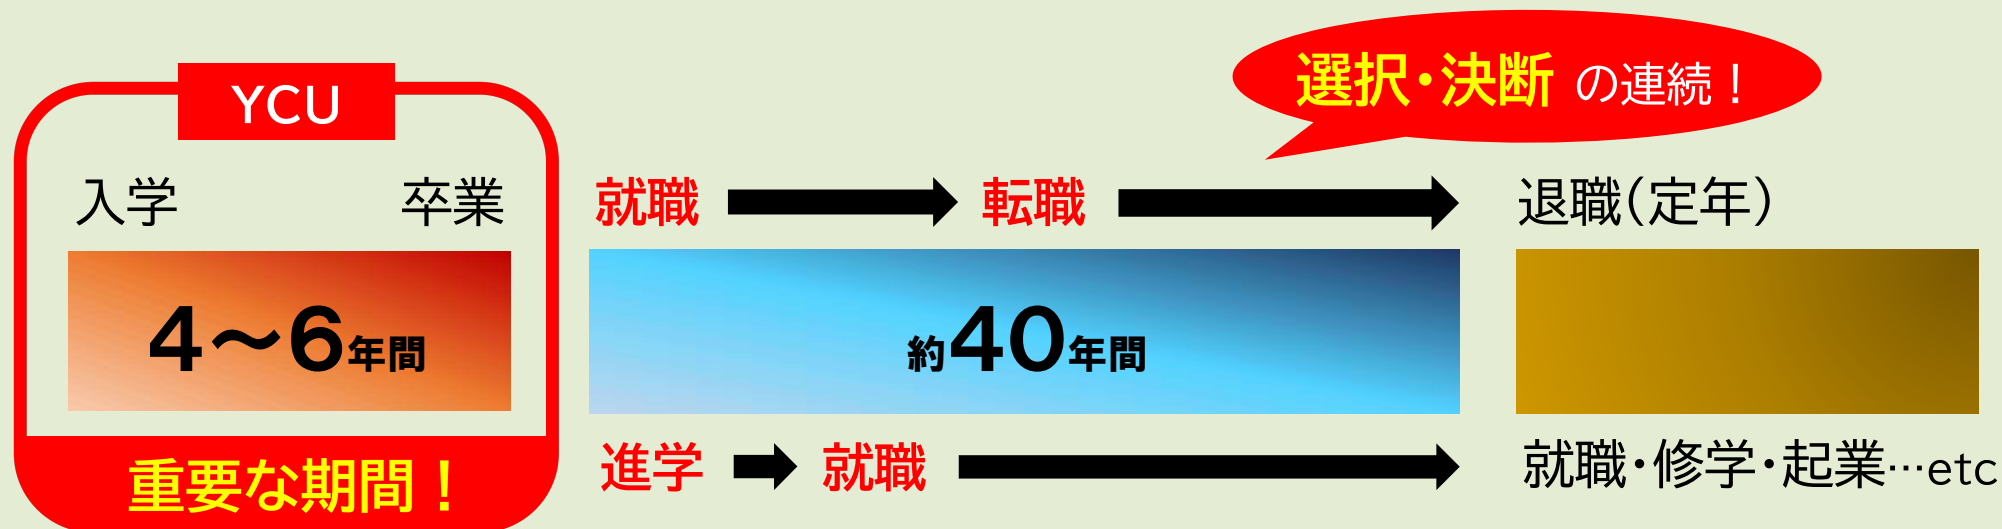 選択・決断 の連続！
YCU
入学 卒業 就職 転職 退職（定年）
4～6年間 約40年間
進学 就職 就職・修学・起業…etc
重要な期間！